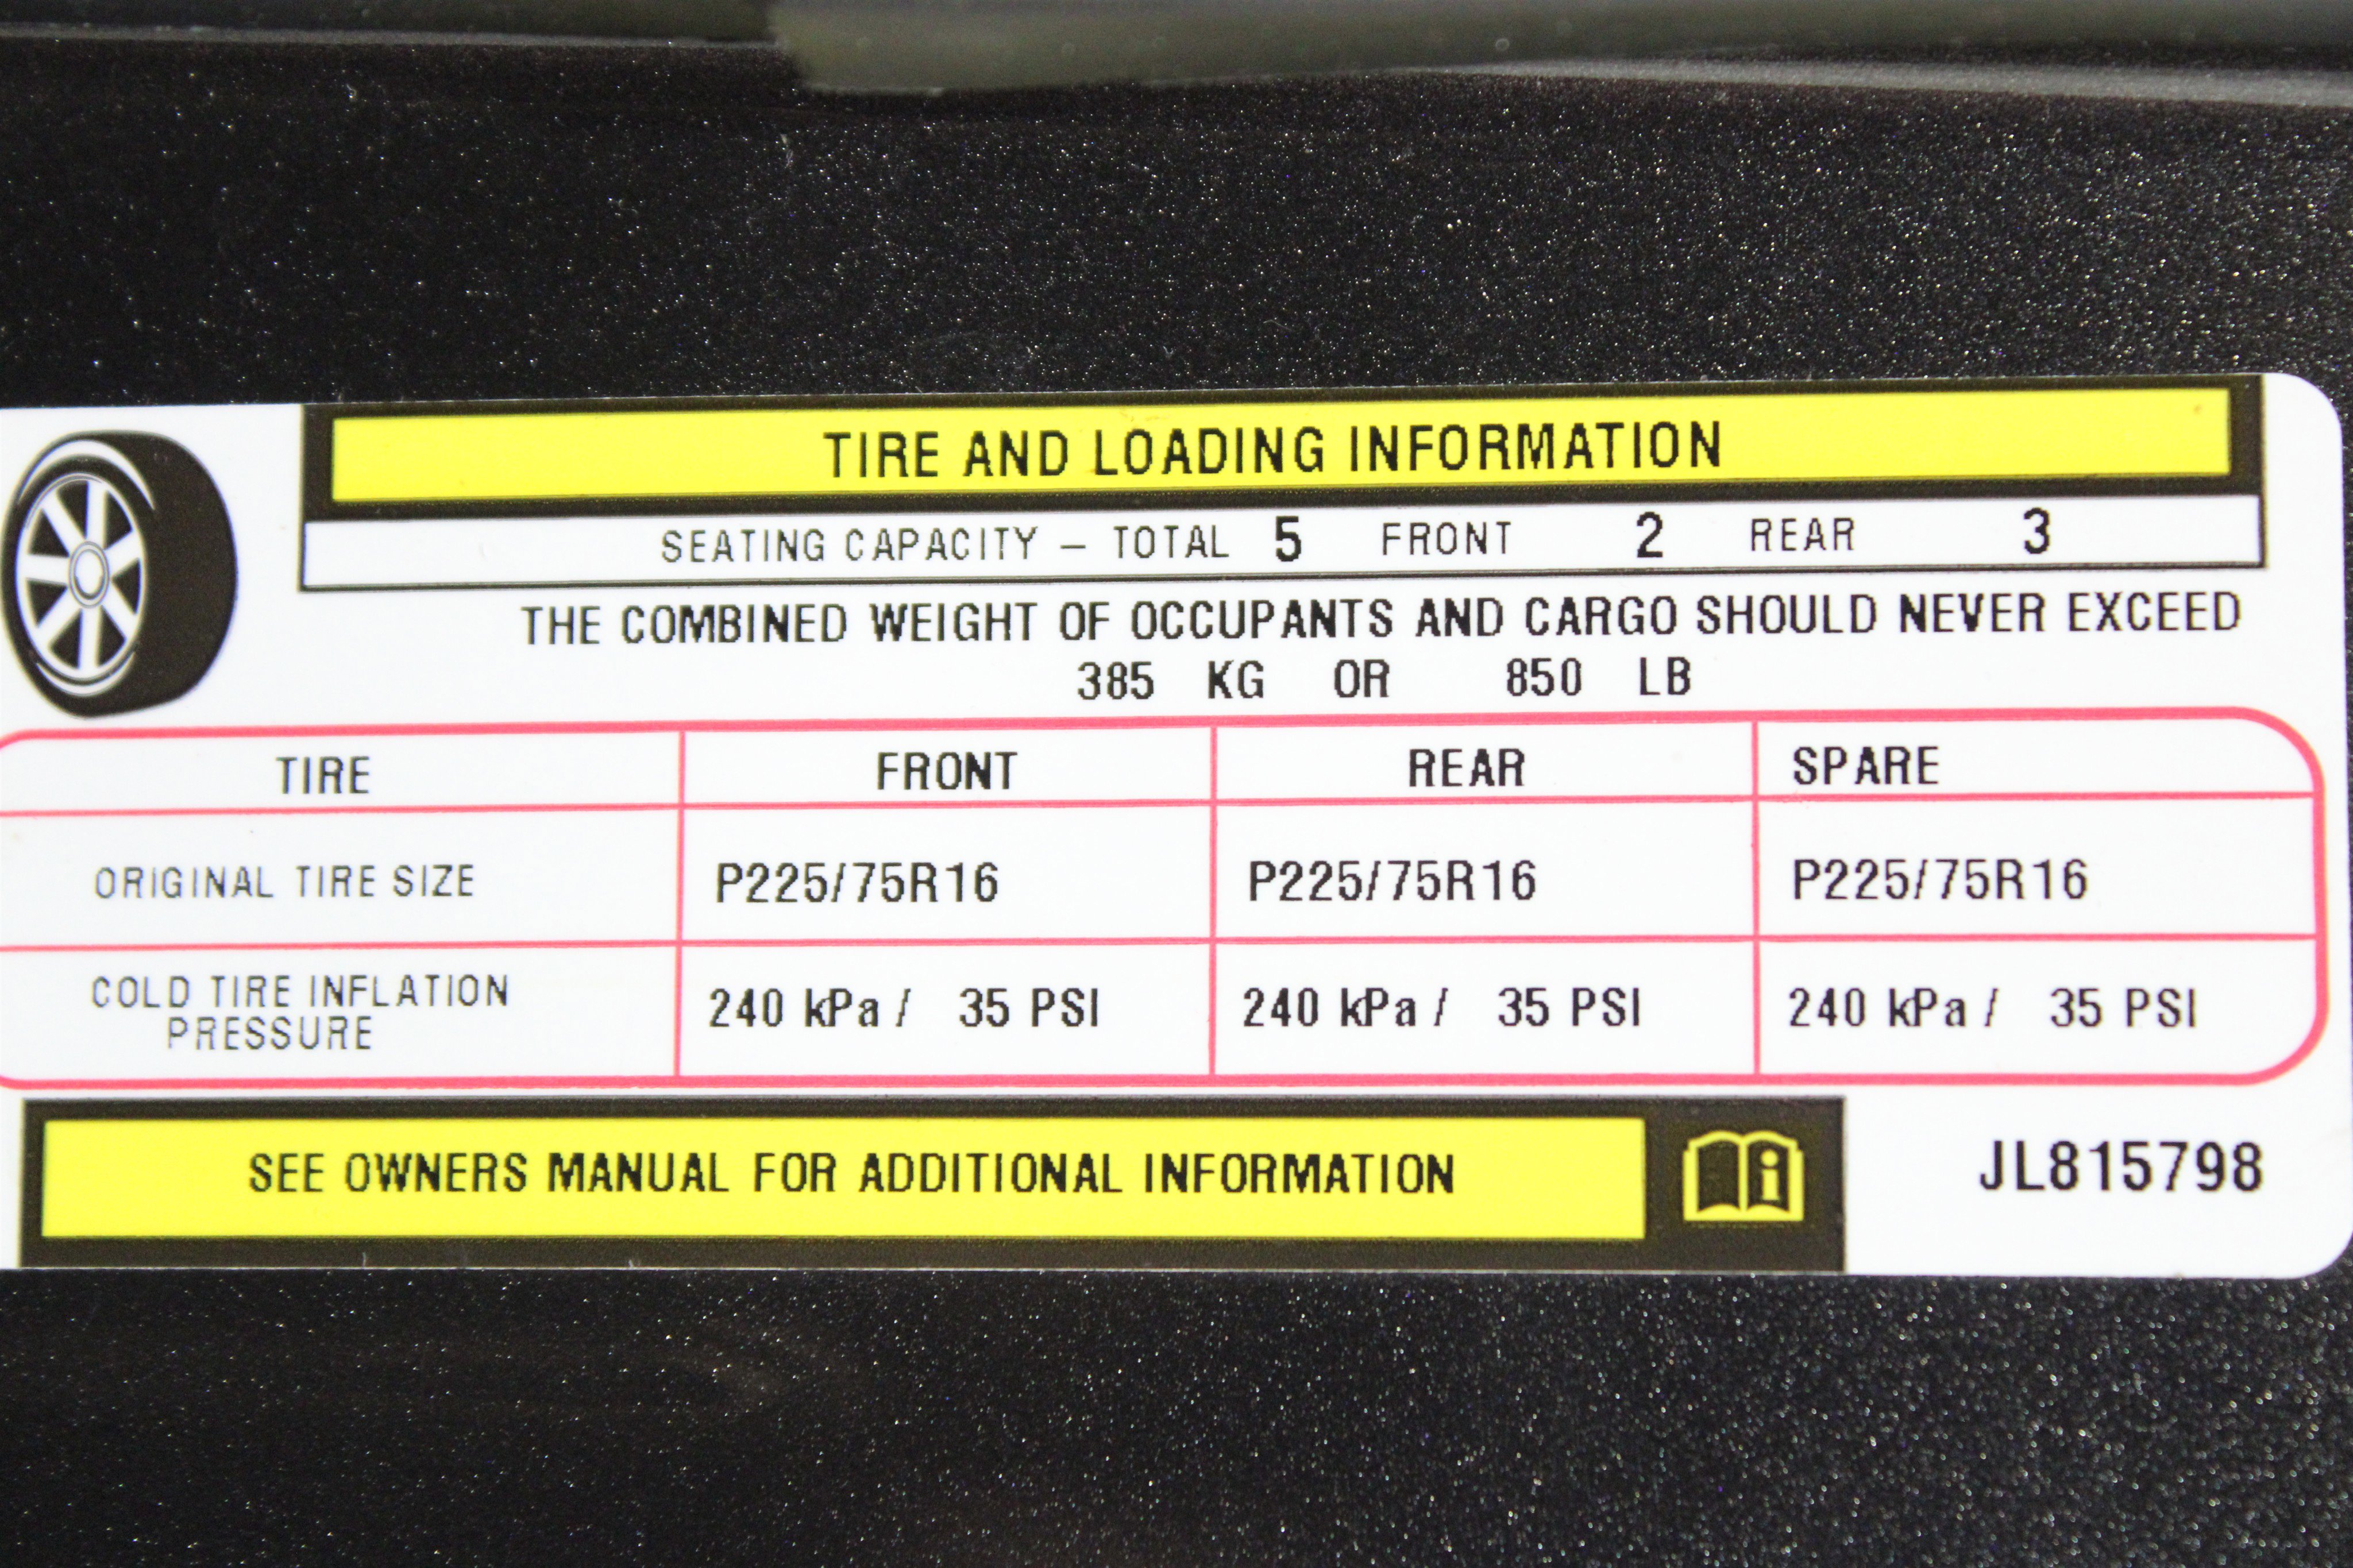 TIRE AND LOADING INFORMATION
SEATING CAPACITY – TOTAL 5 FRONT 2 REAR 3
THE COMBINED WEIGHT OF OCCUPANTS AND CARGO SHOULD NEVER EXCEED
385 KG OR 850 LB
TIRE FRONT REAR SPARE
ORIGINAL TIRE SIZE P225/75R16 P225/75R16 P225/75R16
COLD TIRE INFLATION PRESSURE 240 kPa / 35 PSI 240 kPa / 35 PSI 240 kPa / 35 PSI
SEE OWNERS MANUAL FOR ADDITIONAL INFORMATION i JL815798